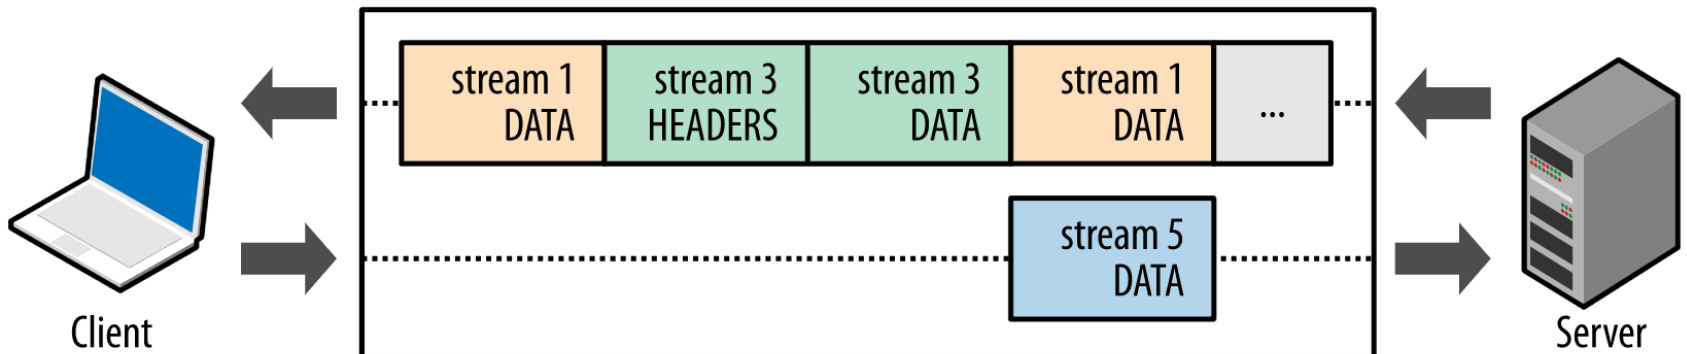 stream 1
DATA
stream 3
HEADERS
stream 3
DATA
stream 1
DATA
...
stream 5
DATA
Client
Server